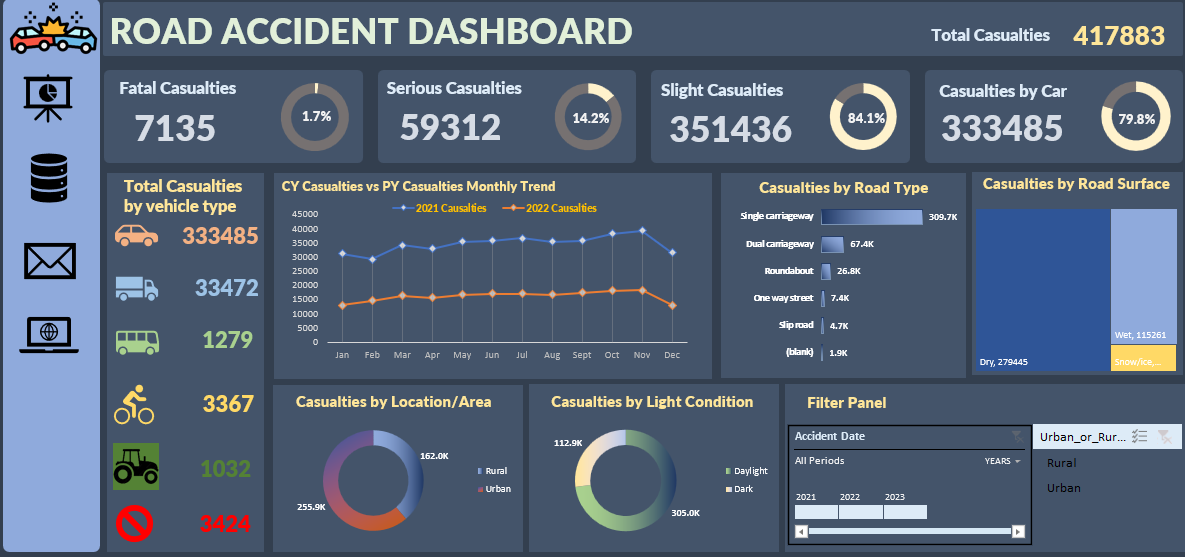 ROAD ACCIDENT DASHBOARD
Total Casualties
417883
Fatal Casualties
7135
1.7%
Serious Casualties
59312
14.2%
Slight Casualties
351436
84.1%
Casualties by Car
333485
79.8%
Total Casualties
by vehicle type
333485
33472
1279
3367
1032
3424
CY Casualties vs PY Casualties Monthly Trend
2021 Causalties
2022 Causalties
45000
40000
35000
30000
25000
20000
15000
10000
5000
0
Jan Feb Mar Apr May Jun Jul Aug Sept Oct Nov Dec
Casualties by Road Type
Single carriageway 309.7K
Dual carriageway 67.4K
Roundabout 26.8K
One way street 7.4K
Slip road 4.7K
(blank) 1.9K
Casualties by Road Surface
Dry, 279445
Wet, 115261
Snow/ice,...
Casualties by Location/Area
162.0K
255.9K
Rural
Urban
Casualties by Light Condition
112.9K
305.0K
Daylight
Dark
Filter Panel
Accident Date
All Periods
YEARS
2021 2022 2023
Urban_or_Rur...
Rural
Urban